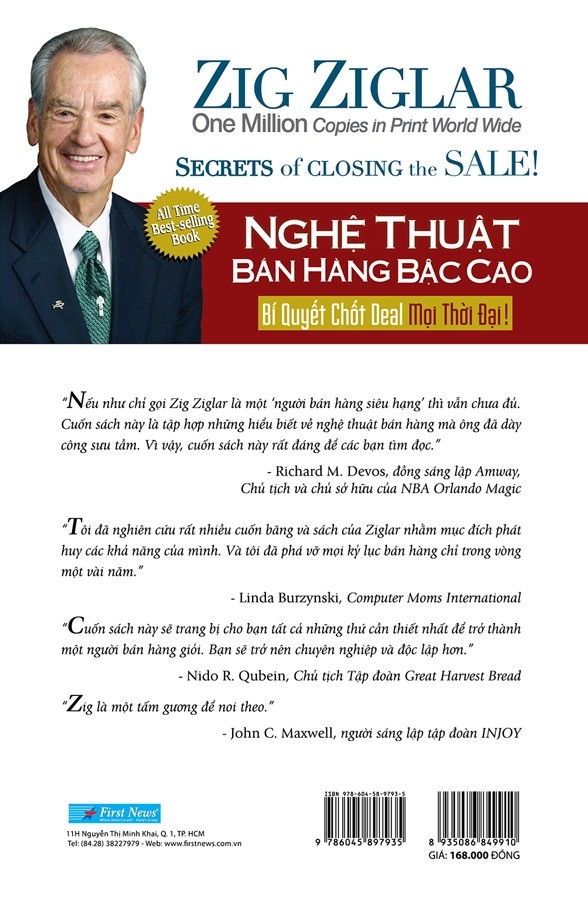 ZIG ZIGLAR
One Million Copies in Print World Wide
SECRETS of CLOSING the SALE!
All Time
Best-selling
Book
NGHỆ THUẬT
BÁN HÀNG BẬC CAO
Bí Quyết Chốt Deal Mọi Thời Đại!
“Nếu như chỉ gọi Zig Ziglar là một ‘người bán hàng siêu hạng’ thì vẫn chưa đủ.
Cuốn sách này là tập hợp những hiểu biết về nghệ thuật bán hàng mà ông đã dày
công sưu tầm. Vì vậy, cuốn sách này rất đáng để các bạn tìm đọc.”
- Richard M. Devos, đồng sáng lập Amway,
Chủ tịch và chủ sở hữu của NBA Orlando Magic
“Tôi đã nghiên cứu rất nhiều cuốn băng và sách của Ziglar nhằm mục đích phát
huy các khả năng của mình. Và tôi đã phá vỡ mọi kỷ lục bán hàng chỉ trong vòng
một vài năm.”
- Linda Burzynski, Computer Moms International
“Cuốn sách này sẽ trang bị cho bạn tất cả những thứ cần thiết nhất để trở thành
một người bán hàng giỏi. Bạn sẽ trở nên chuyên nghiệp và độc lập hơn.”
- Nido R. Qubein, Chủ tịch Tập đoàn Great Harvest Bread
“Zig là một tấm gương để noi theo.”
- John C. Maxwell, người sáng lập tập đoàn INJOY
First News
11H Nguyễn Thị Minh Khai, Q. 1, TP. HCM
Tel: (84.28) 38227979 - Web: www.firstnews.com.vn
ISBN 978-604-58-9793-5
9 786045 897935
8 935086 849910
GIÁ: 168.000 ĐỒNG